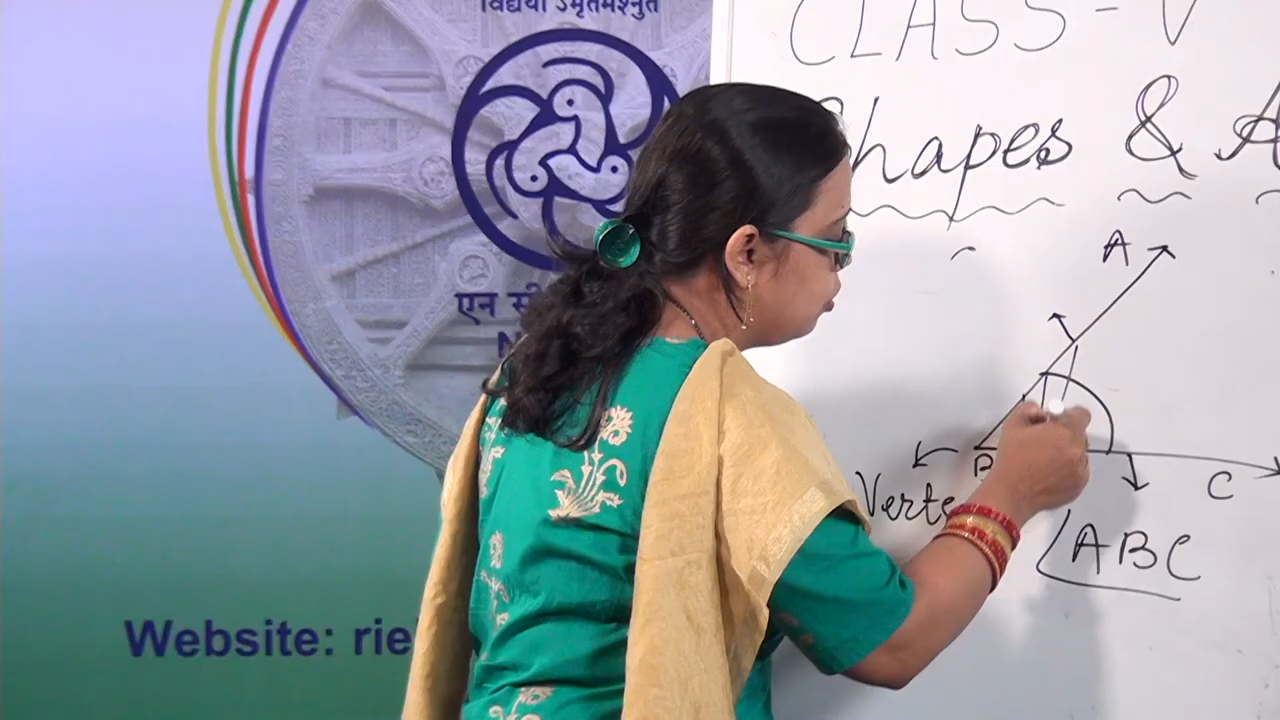 विद्यया ऽमृतमश्नुते
एन
N
Website: rie
CLASS - V
Shapes & A
A
B
C
Verte
∠ABC